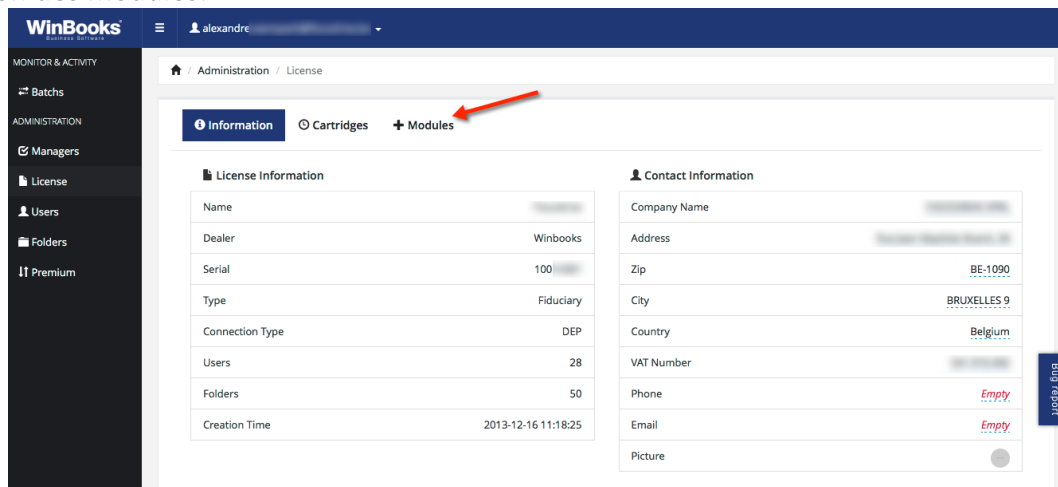 WinBooks
Business Software
alexandre
MONITOR & ACTIVITY
Batchs
ADMINISTRATION
Managers
License
Users
Folders
Premium
/ Administration / License
Information Cartridges Modules
License Information
Name
Dealer Winbooks
Serial 100
Type Fiduciary
Connection Type DEP
Users 28
Folders 50
Creation Time 2013-12-16 11:18:25
Contact Information
Company Name
Address
Zip BE-1090
City BRUXELLES 9
Country Belgium
VAT Number
Phone Empty
Email Empty
Picture
Bug report